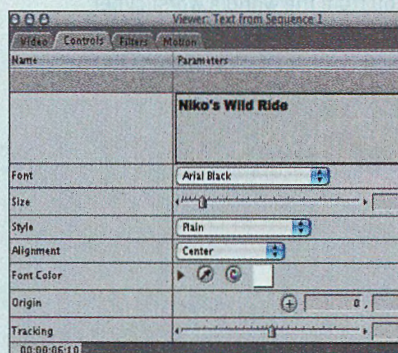 Viewer: Text from Sequence 1
Video Controls Filters Motion
Name Parameters
Niko's Wild Ride
Font Arial Black
Size
Style Plain
Alignment Center
Font Color
Origin 0,
Tracking
00:00:06:10